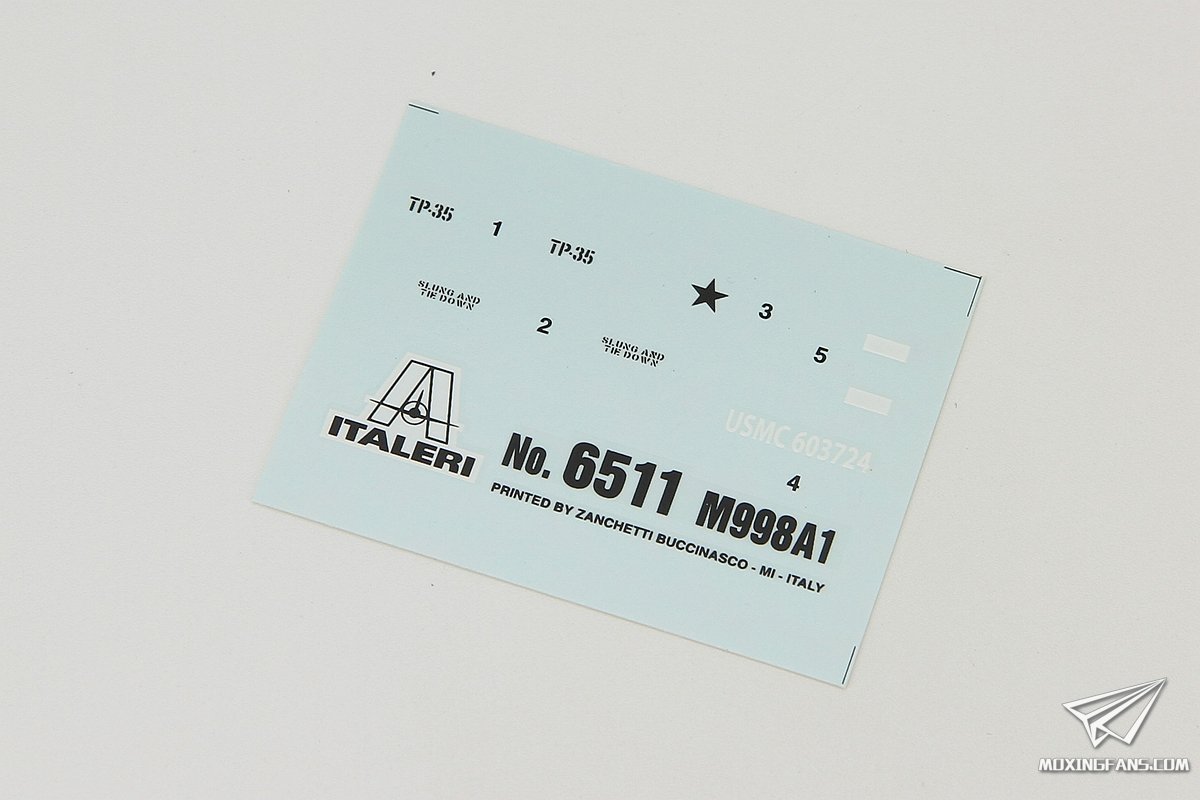 TP-35
1
TP-35
3
SLUNG AND
TIE DOWN
2
SLUNG AND
TIE DOWN
5
USMC 603724
4
ITALERI
No. 6511 M998A1
PRINTED BY ZANCHETTI BUCCINASCO - MI - ITALY
MOXINGFANS.COM